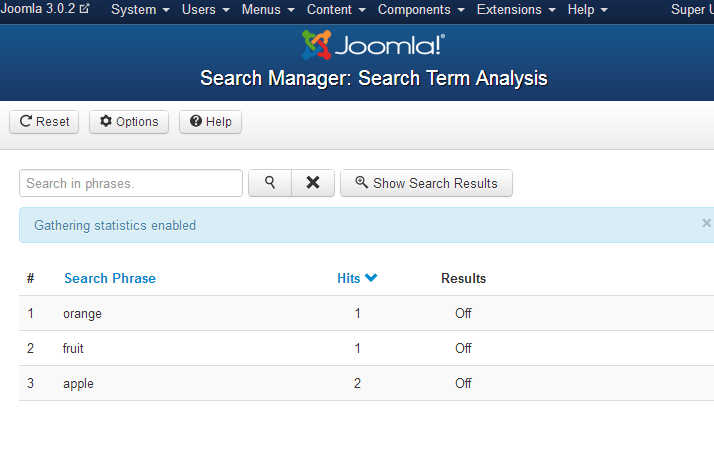 Joomla 3.0.2 System Users Menus Content Components Extensions Help Super
Joomla!®
Search Manager: Search Term Analysis
Reset Options Help
Search in phrases. Show Search Results
Gathering statistics enabled ×
# Search Phrase Hits Results
1 orange 1 Off
2 fruit 1 Off
3 apple 2 Off